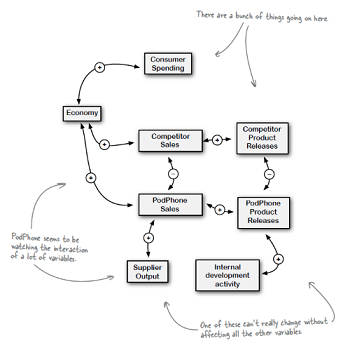 There are a bunch of things going on here
Consumer
Spending
+
Economy
+
Competitor
Sales
+
Competitor
Product
Releases
+
−
−
PodPhone
Sales
+
PodPhone
Product
Releases
PodPhone seems to be
watching the interaction
of a lot of variables.
+
+
Supplier
Output
Internal
development
activity
One of these can't really change without
affecting all the other variables.